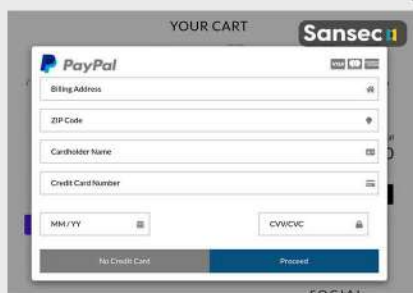 YOUR CART
Sansec
PayPal
VISA
Billing Address
ZIP Code
Cardholder Name
Credit Card Number
MM / YY
CVV/CVC
No Credit Card
Proceed
SOCIAL